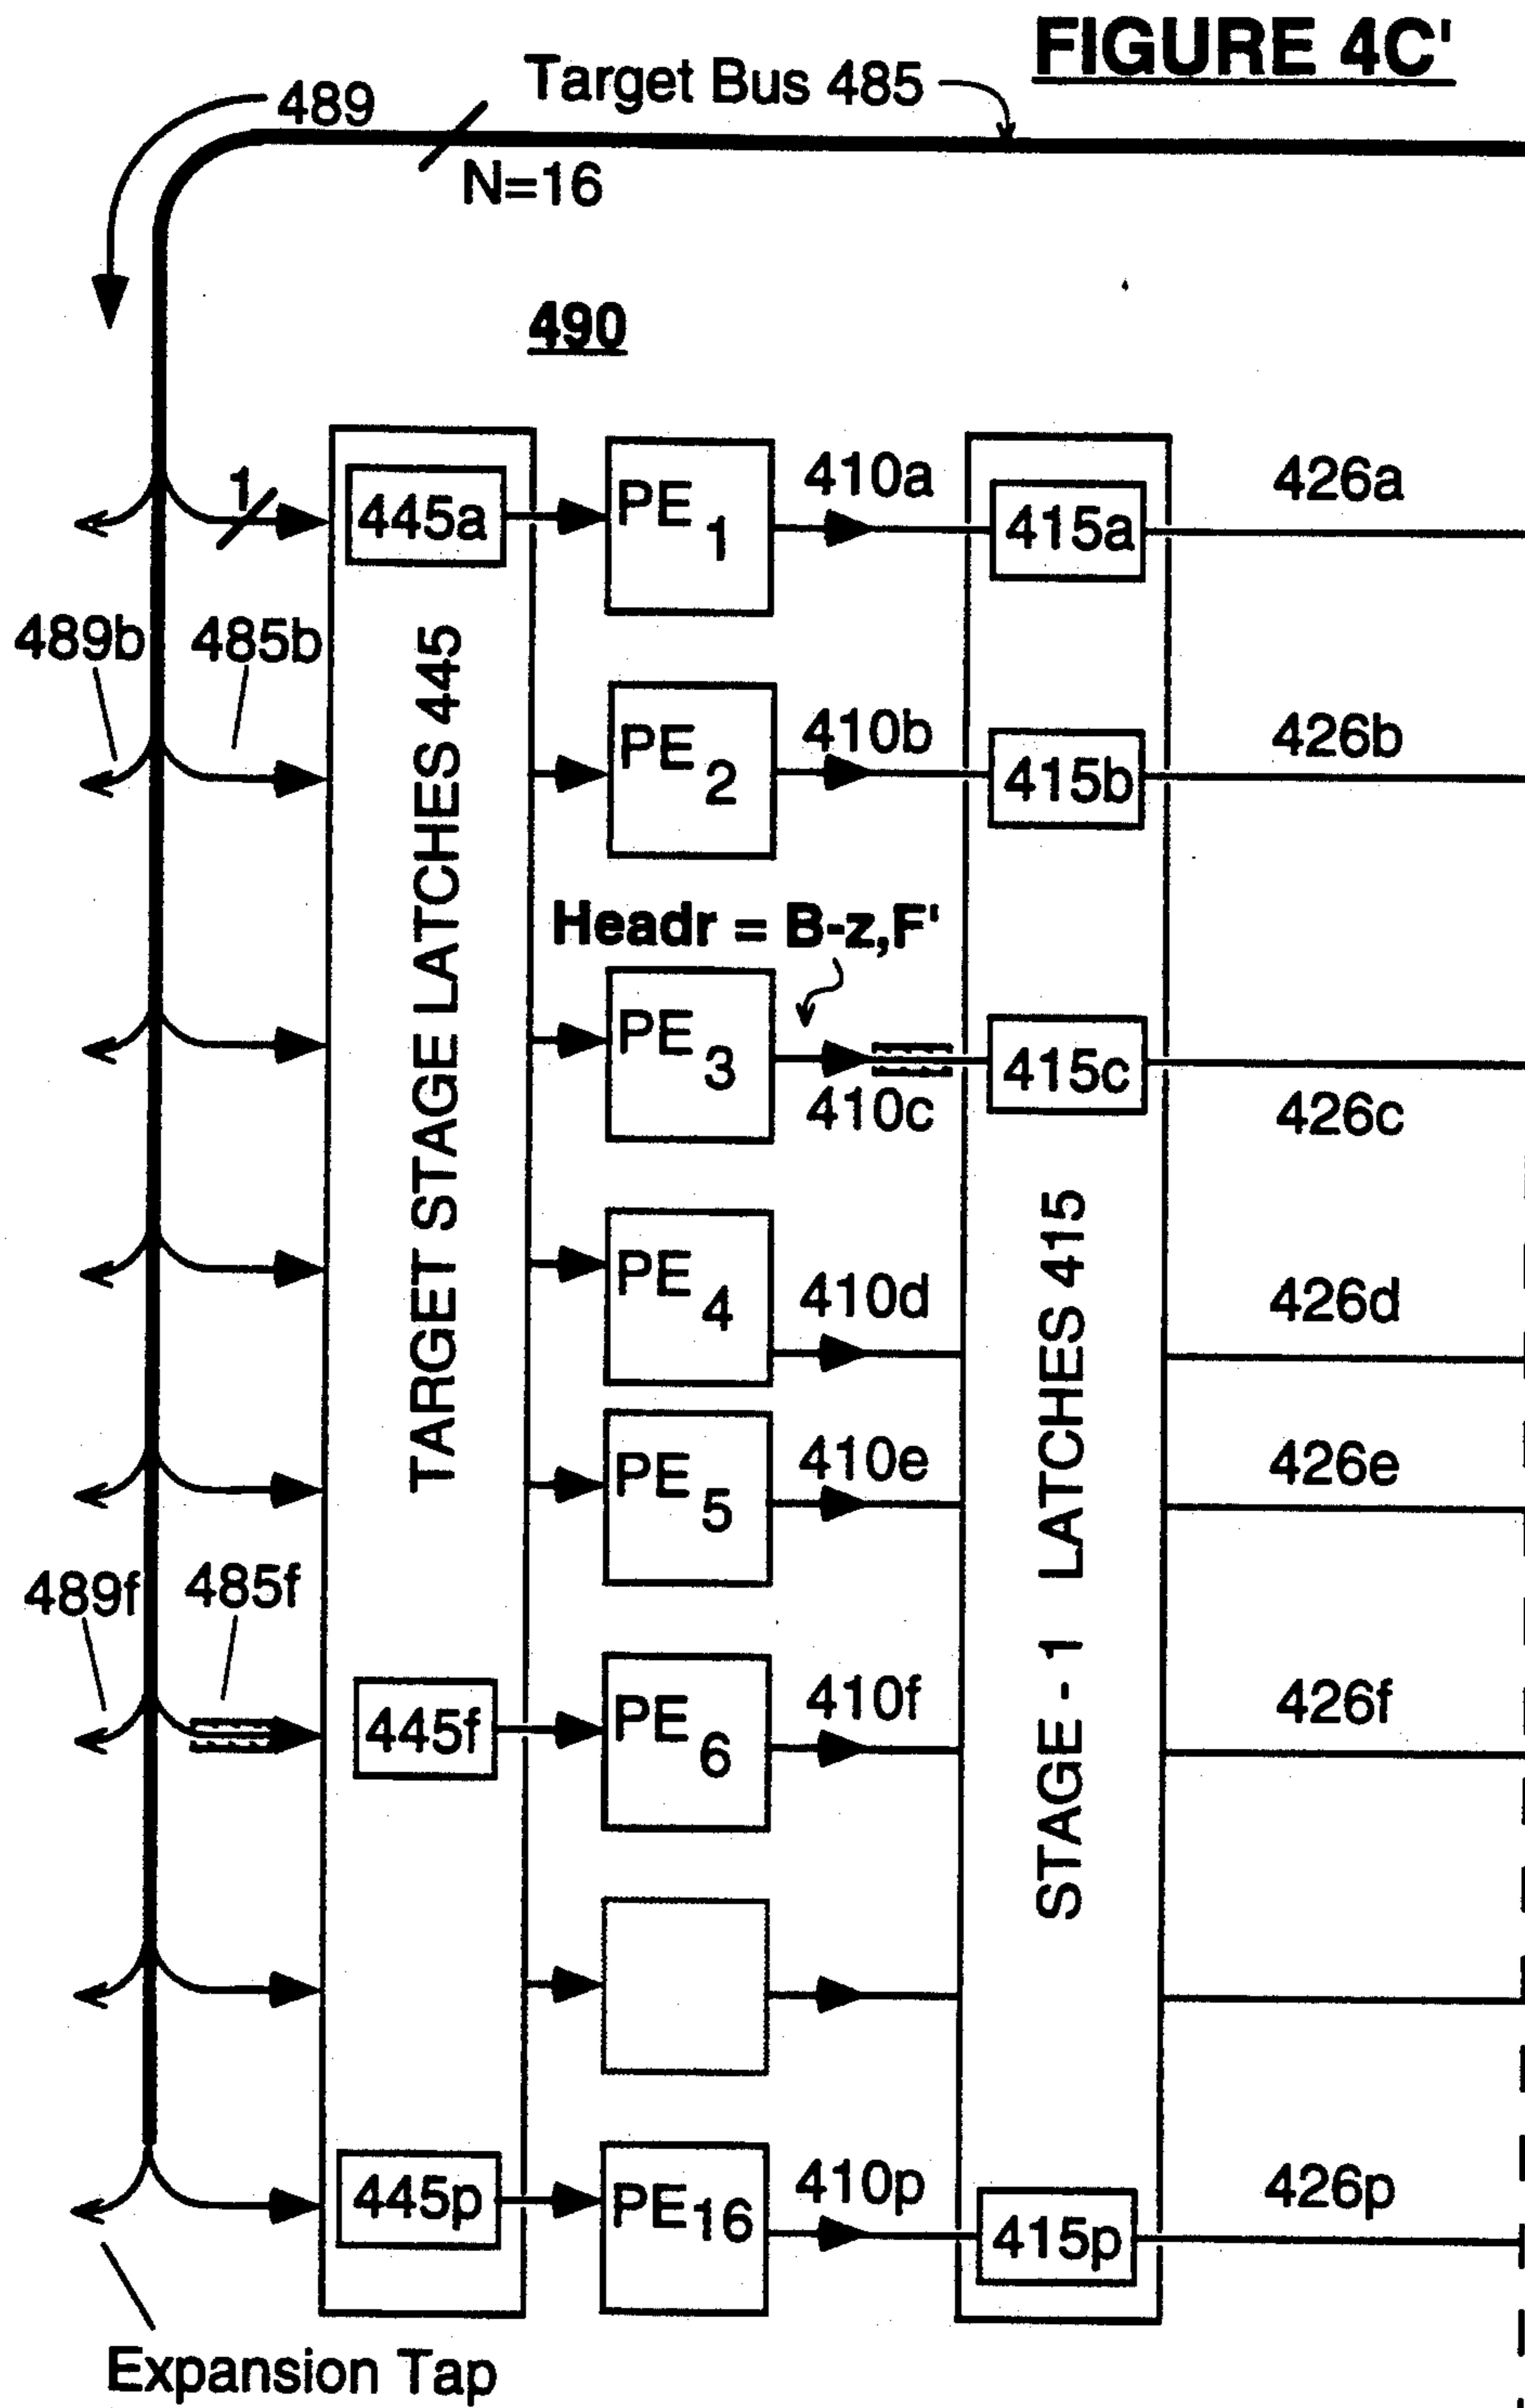 FIGURE 4C'
Target Bus 485
489
N=16
490
1
445a
PE 1
410a
415a
426a
489b
485b
TARGET STAGE LATCHES 445
PE 2
410b
415b
426b
Headr = B-z,F'
PE 3
410c
415c
426c
PE 4
410d
426d
STAGE - 1 LATCHES 415
PE 5
410e
426e
489f
485f
445f
PE 6
410f
426f
445p
PE16
410p
415p
426p
Expansion Tap